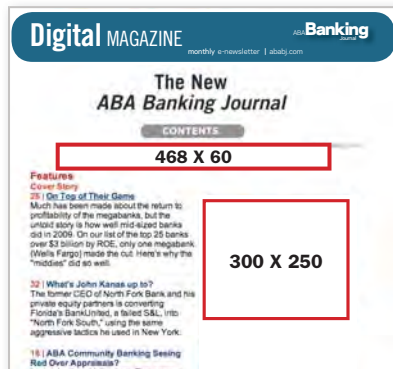 Digital MAGAZINE
ABA Banking
Journal
monthly e-newsletter | ababj.com
The New
ABA Banking Journal
CONTENTS
468 X 60
Features
Cover Story
25 | On Top of Their Game
Much has been made about the return to
profitability of the megabanks, but the
untold story is how well mid-sized banks
did in 2009. On our list of the top 25 banks
over $3 billion by ROE, only one megabank
(Wells Fargo) made the cut. Here's why the
"middies" did so well.
300 X 250
32 | What's John Kanas up to?
The former CEO of North Fork Bank and his
private equity partners is converting
Florida's BankUnited, a failed S&L, into
"North Fork South," using the same
aggressive tactics he used in New York.
18 | ABA Community Banking Seeing
Red Over Appraisals?